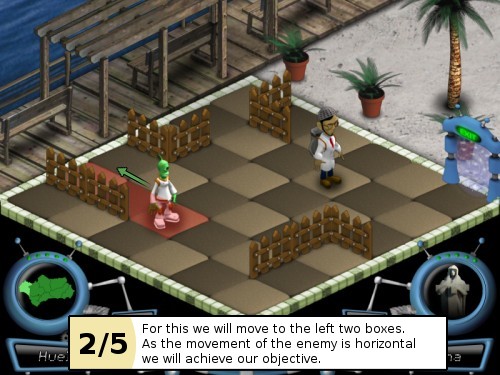 EXIT
2/5
For this we will move to the left two boxes.
As the movement of the enemy is horizontal
we will achieve our objective.